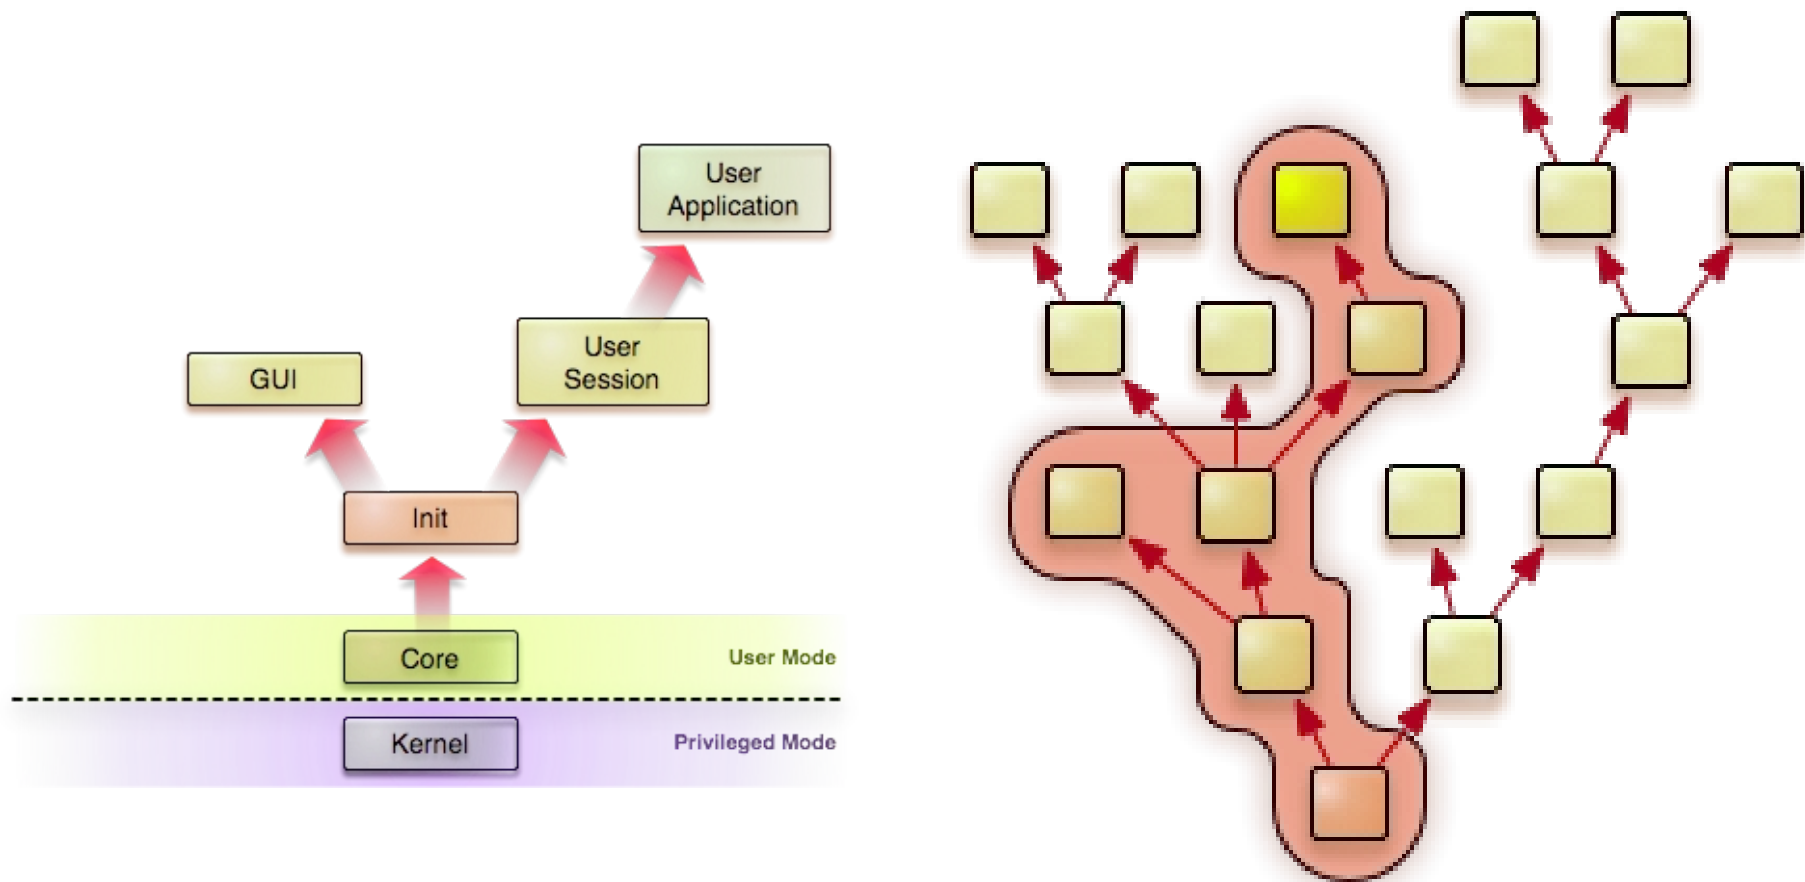 User
Application
User
Session
GUI
Init
Core
User Mode
Kernel
Privileged Mode